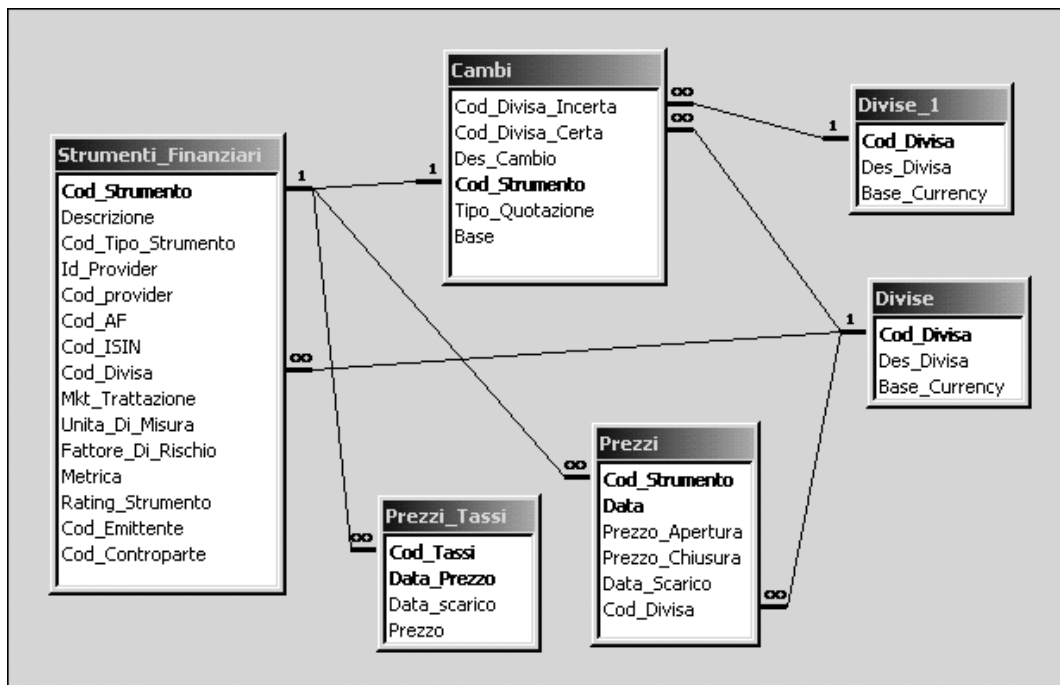 Strumenti_Finanziari
Cod_Strumento
Descrizione
Cod_Tipo_Strumento
Id_Provider
Cod_provider
Cod_AF
Cod_ISIN
Cod_Divisa
Mkt_Trattazione
Unita_Di_Misura
Fattore_Di_Rischio
Metrica
Rating_Strumento
Cod_Emittente
Cod_Controparte
1
∞
Cambi
Cod_Divisa_Incerta
Cod_Divisa_Certa
Des_Cambio
Cod_Strumento
Tipo_Quotazione
Base
1
∞
∞
Divise_1
Cod_Divisa
Des_Divisa
Base_Currency
1
Divise
Cod_Divisa
Des_Divisa
Base_Currency
1
Prezzi_Tassi
Cod_Tassi
Data_Prezzo
Data_scarico
Prezzo
∞
Prezzi
Cod_Strumento
Data
Prezzo_Apertura
Prezzo_Chiusura
Data_Scarico
Cod_Divisa
∞
∞